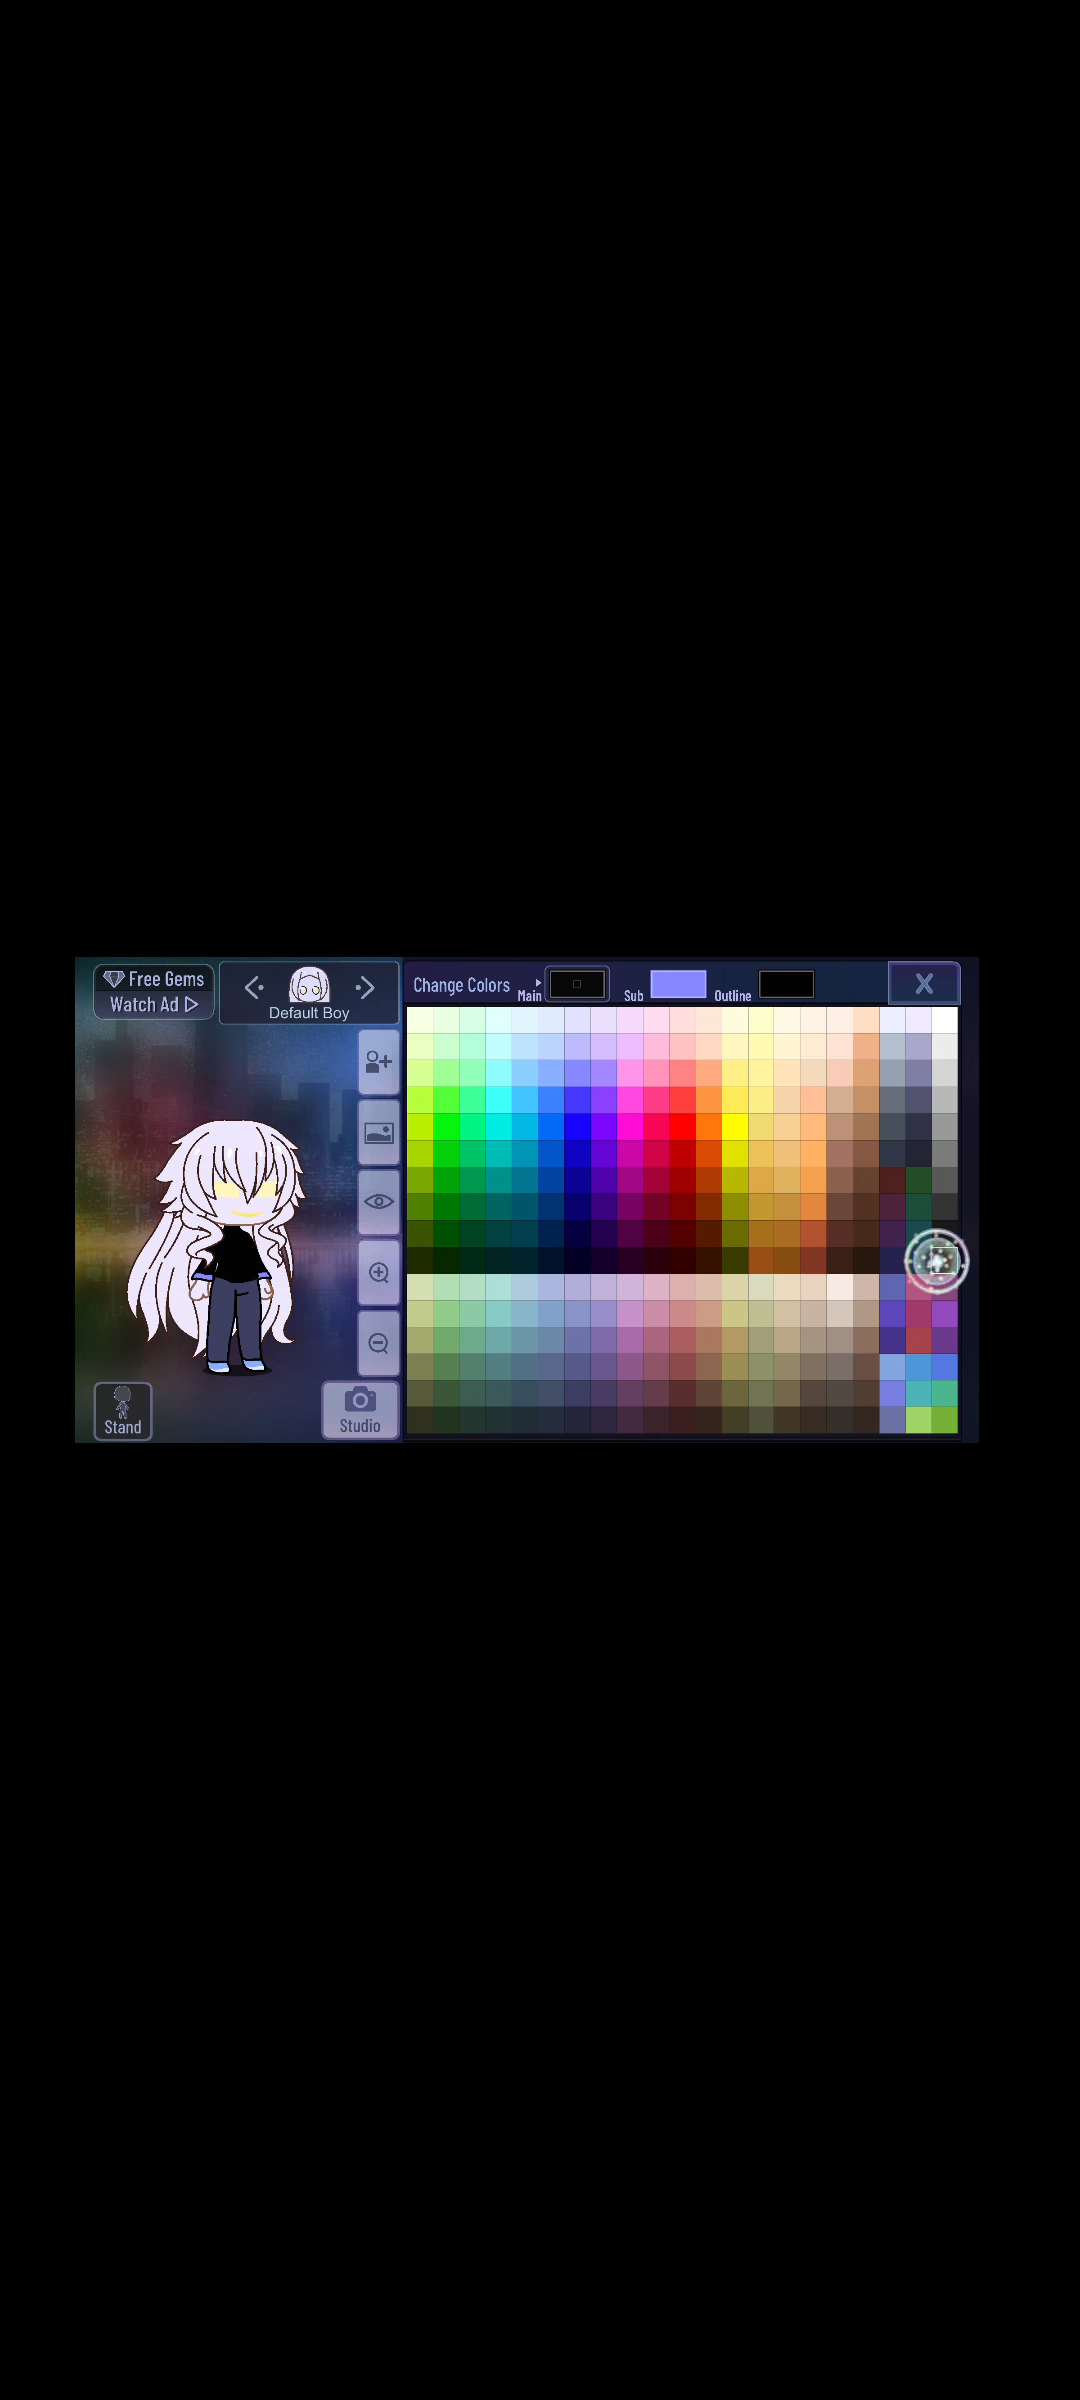 Free Gems
Watch Ad
Default Boy
Change Colors
Main
Sub
Outline
X
Stand
Studio